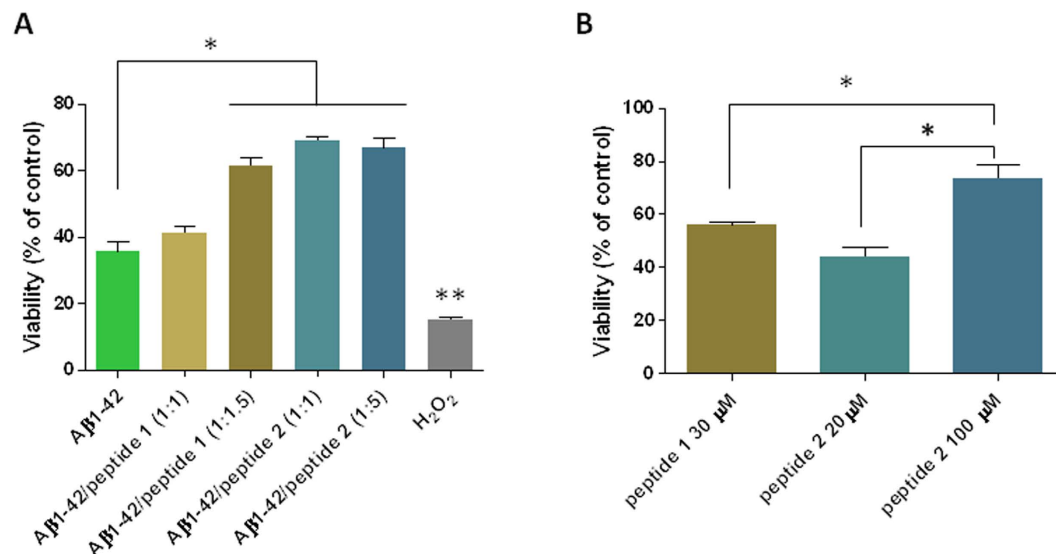 A
*
Viability (% of control)
80
60
40
20
0
**
Aβ1-42
Aβ1-42/peptide 1 (1:1)
Aβ1-42/peptide 1 (1:1.5)
Aβ1-42/peptide 2 (1:1)
Aβ1-42/peptide 2 (1:5)
H₂O₂
B
*
*
Viability (% of control)
100
80
60
40
20
0
peptide 1 30 μM
peptide 2 20 μM
peptide 2 100 μM